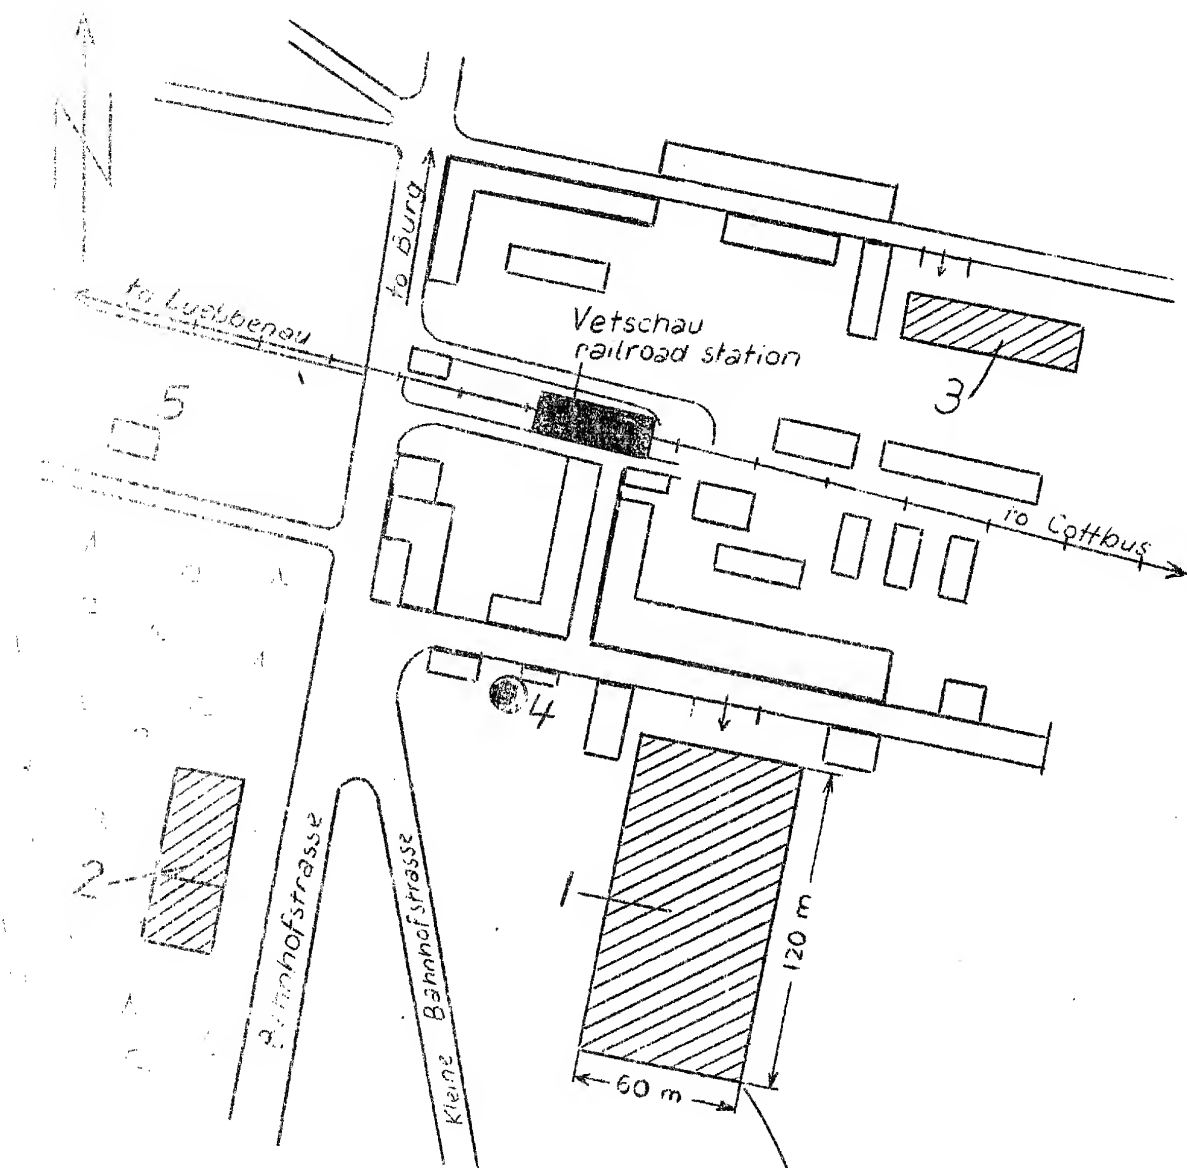 N
to Burg
to Luebbenau
Vetschau
railroad station
3
5
to Cottbus
4
2
1
Bahnhofstrasse
Kleine Bahnhofstrasse
120 m
60 m